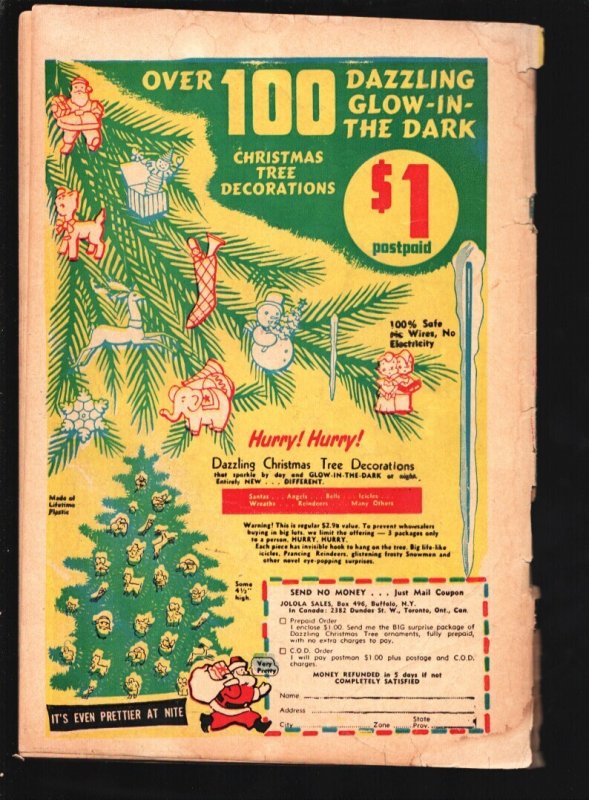 OVER 100 DAZZLING
GLOW-IN-
THE DARK
CHRISTMAS
TREE
DECORATIONS
$1
postpaid
100% Safe
No Wires, No
Electricity
Hurry! Hurry!
Dazzling Christmas Tree Decorations
that sparkle by day and GLOW-IN-THE-DARK at night.
Entirely NEW . . . DIFFERENT.
Santas . . . Angels . . . Bells . . . Icicles . . .
Wreaths . . . Reindeers . . . Many Others
Made of
Lifetime
Plastic
Warning! This is regular $2.98 value. To prevent wholesalers
buying in big lots, we limit the offering — 3 packages only
to a person. HURRY, HURRY.
Each piece has invisible hook to hang on the tree. Big life-like
icicles, Prancing Reindeers, glistening frosty Snowmen and
other novel eye-popping surprises.
Some
4½"
high.
SEND NO MONEY . . . Just Mail Coupon
JOLOLA SALES, Box 496, Buffalo, N.Y.
In Canada: 2382 Dundas St. W., Toronto, Ont., Can.
Prepaid Order
I enclose $1.00. Send me the BIG surprise package of
Dazzling Christmas Tree ornaments, fully prepaid,
with no extra charges to pay.
C.O.D. Order
I will pay postman $1.00 plus postage and C.O.D.
charges.
MONEY REFUNDED in 5 days if not
COMPLETELY SATISFIED
Very
Pretty
Name
Address
City Zone State
Prov.
IT'S EVEN PRETTIER AT NITE